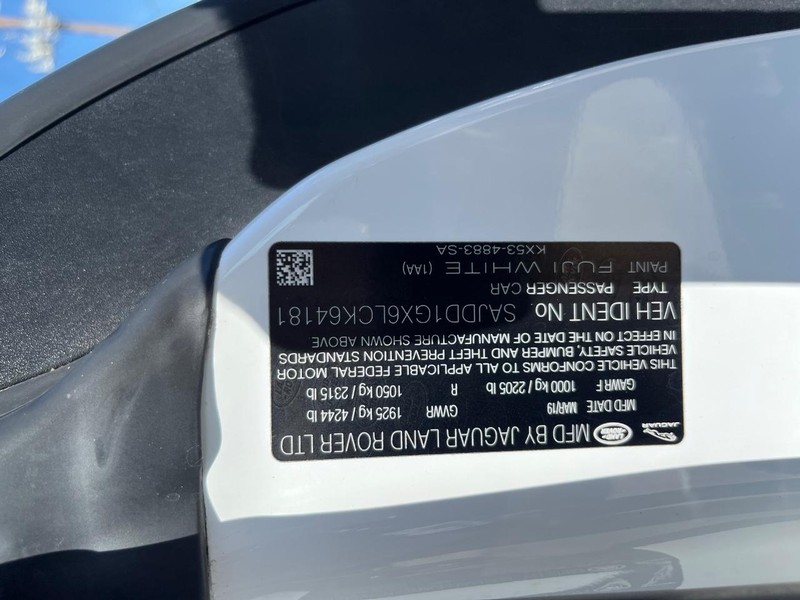 JAGUAR LAND ROVER MFD BY JAGUAR LAND ROVER LTD
MFD DATE MAR/19 GVWR 1925 kg / 4244 lb
GAWR F 1000 kg / 2205 lb R 1050 kg / 2315 lb
THIS VEHICLE CONFORMS TO ALL APPLICABLE FEDERAL MOTOR
VEHICLE SAFETY, BUMPER AND THEFT PREVENTION STANDARDS
IN EFFECT ON THE DATE OF MANUFACTURE SHOWN ABOVE
VEH IDENT No. SAJDD1GX6LCK64181
TYPE PASSENGER CAR
PAINT FUJI WHITE (1AA)
KX53-4883-SA